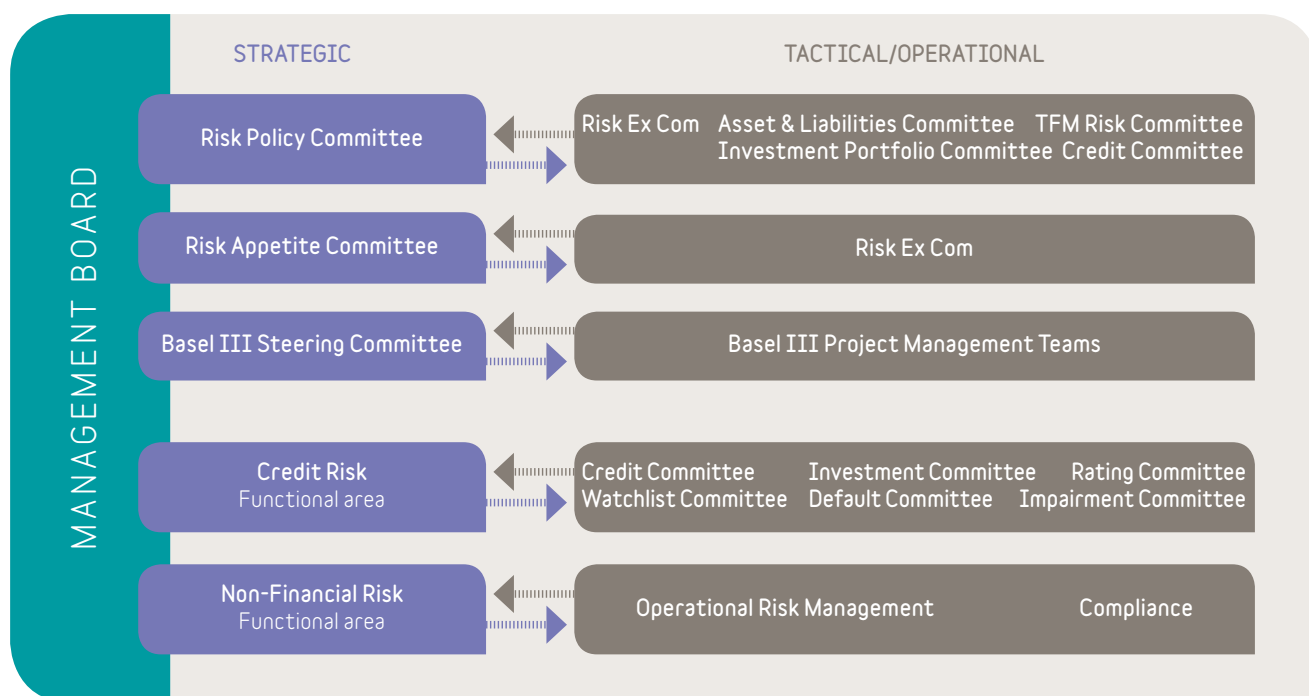 MANAGEMENT BOARD
STRATEGIC
TACTICAL/OPERATIONAL
Risk Policy Committee
Risk Ex Com Asset & Liabilities Committee TFM Risk Committee
Investment Portfolio Committee Credit Committee
Risk Appetite Committee
Risk Ex Com
Basel III Steering Committee
Basel III Project Management Teams
Credit Risk
Functional area
Credit Committee Investment Committee Rating Committee
Watchlist Committee Default Committee Impairment Committee
Non-Financial Risk
Functional area
Operational Risk Management Compliance